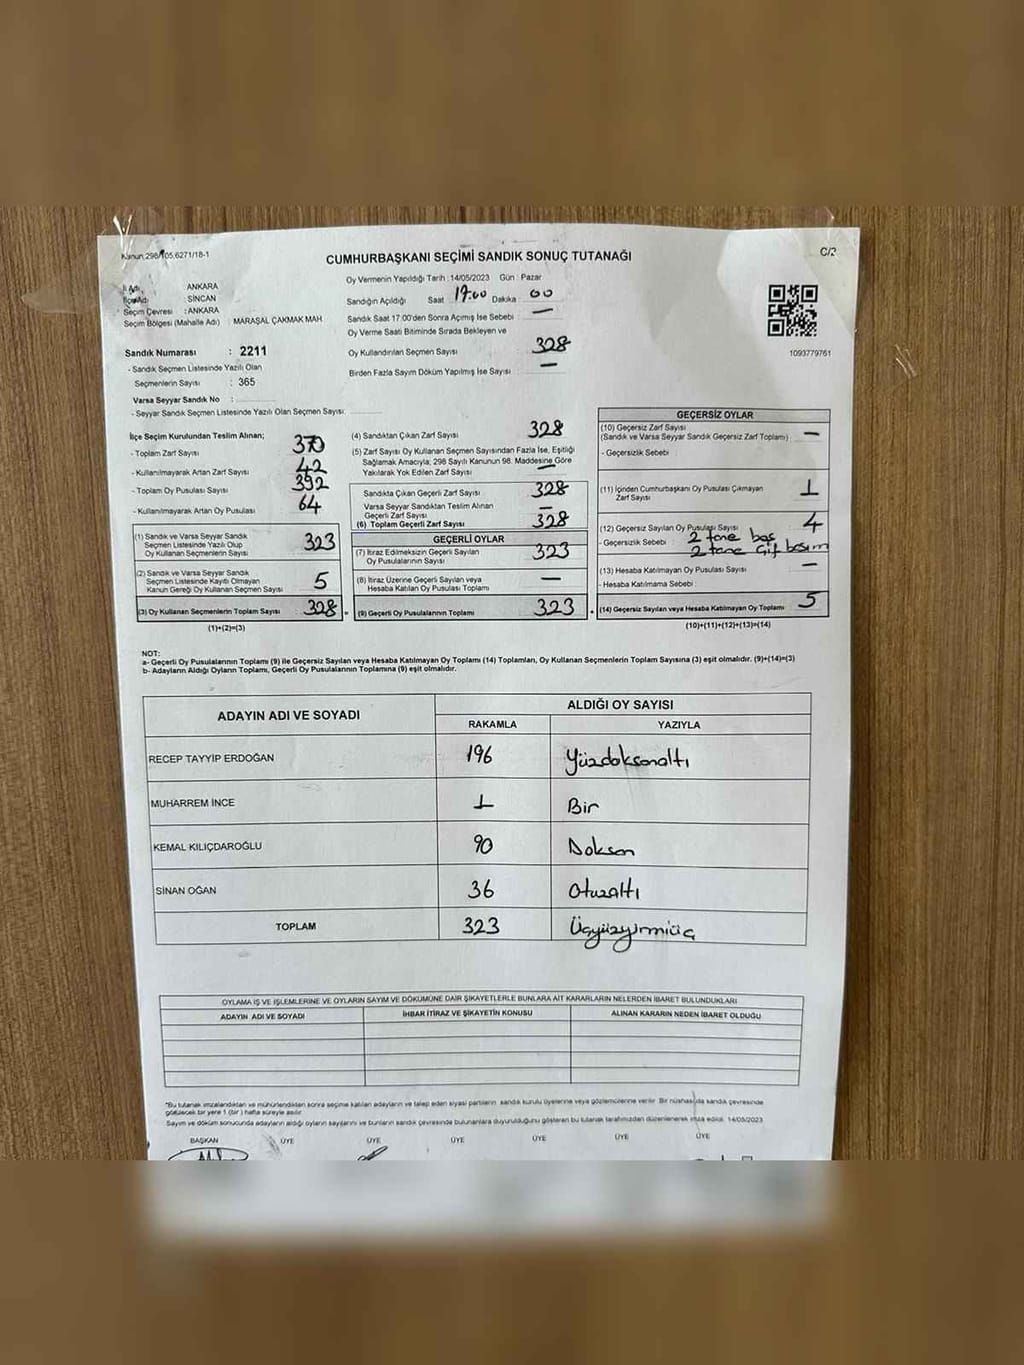 Kanun, 298/105.6271/18-1
CUMHURBAŞKANI SEÇİMİ SANDIK SONUÇ TUTANAĞI
C/2
İl Adı : ANKARA
İlçe Adı : SİNCAN
Seçim Çevresi : ANKARA
Seçim Bölgesi (Mahalle Adı) MARAŞAL ÇAKMAK MAH
Sandık Numarası : 2211
- Sandık Seçmen Listesinde Yazılı Olan
Seçmenlerin Sayısı : 365
Varsa Seyyar Sandık No :
- Seyyar Sandık Seçmen Listesinde Yazılı Olan Seçmen Sayısı:
Oy Vermenin Yapıldığı Tarih : 14/05/2023 Gün : Pazar
Sandığın Açıldığı Saat 17:00 Dakika : 00
Sandık Saat 17:00'den Sonra Açımış İse Sebebi : —
Oy Verme Saati Bitiminde Sırada Bekleyen ve
Oy Kullandırılan Seçmen Sayısı : 328
Birden Fazla Sayım Döküm Yapılmış İse Sayısı : —
1093779761
İlçe Seçim Kurulundan Teslim Alınan;
- Toplam Zarf Sayısı : 370
- Kullanılmayarak Artan Zarf Sayısı : 42
- Toplam Oy Pusulası Sayısı : 392
- Kullanılmayarak Artan Oy Pusulası : 64
(1) Sandık ve Varsa Seyyar Sandık
Seçmen Listesinde Yazılı Olup
Oy Kullanan Seçmenlerin Sayısı 323
(2) Sandık ve Varsa Seyyar Sandık
Seçmen Listesinde Kayıtlı Olmayan
Kanun Gereği Oy Kullanan Seçmen Sayısı 5
(3) Oy Kullanan Seçmenlerin Toplam Sayısı 328 =
(1)+(2)=(3)
(4) Sandıktan Çıkan Zarf Sayısı 328
(5) Zarf Sayısı Oy Kullanan Seçmen Sayısından Fazla İse, Eşitliği
Sağlamak Amacıyla, 298 Sayılı Kanunun 98. Maddesine Göre
Yakılarak Yok Edilen Zarf Sayısı : —
Sandıkta Çıkan Geçerli Zarf Sayısı 328
Varsa Seyyar Sandıktan Teslim Alınan
Geçerli Zarf Sayısı —
(6) Toplam Geçerli Zarf Sayısı 328
GEÇERLİ OYLAR
(7) İtiraz Edilmeksizin Geçerli Sayılan
Oy Pusulalarının Sayısı 323
(8) İtiraz Üzerine Geçerli Sayılan veya
Hesaba Katılan Oy Pusulası Toplamı —
(9) Geçerli Oy Pusulalarının Toplamı 323
GEÇERSİZ OYLAR
(10) Geçersiz Zarf Sayısı
(Sandık ve Varsa Seyyar Sandık Geçersiz Zarf Toplamı) —
- Geçersizlik Sebebi :
(11) İçinden Cumhurbaşkanı Oy Pusulası Çıkmayan
Zarf Sayısı 1
(12) Geçersiz Sayılan Oy Pusulası Sayısı 4
- Geçersizlik Sebebi : 2 tane boş
2 tane çift basım
(13) Hesaba Katılmayan Oy Pusulası Sayısı —
- Hesaba Katılmama Sebebi :
(14) Geçersiz Sayılan veya Hesaba Katılmayan Oy Toplamı 5
(10)+(11)+(12)+(13)=(14)
NOT:
a- Geçerli Oy Pusulalarının Toplamı (9) ile Geçersiz Sayılan veya Hesaba Katılmayan Oy Toplamı (14) Toplamları, Oy Kullanan Seçmenlerin Toplam Sayısına (3) eşit olmalıdır. (9)+(14)=(3)
b- Adayların Aldığı Oyların Toplamı, Geçerli Oy Pusulalarının Toplamına (9) eşit olmalıdır.
ADAYIN ADI VE SOYADI ALDIĞI OY SAYISI
RAKAMLA YAZIYLA
RECEP TAYYİP ERDOĞAN 196 Yüzdoksanaltı
MUHARREM İNCE 1 Bir
KEMAL KILIÇDAROĞLU 90 Doksan
SİNAN OĞAN 36 Otuzaltı
TOPLAM 323 Üçyüzyirmiüç
OYLAMA İŞ VE İŞLEMLERİNE VE OYLARIN SAYIM VE DÖKÜMÜNE DAİR ŞİKAYETLERLE BUNLARA AİT KARARLARIN NELERDEN İBARET BULUNDUKLARI
ADAYIN ADI VE SOYADI İHBAR İTİRAZ VE ŞİKAYETİN KONUSU ALINAN KARARIN NEDEN İBARET OLDUĞU
"Bu tutanak imzalandıktan ve mühürlendikten sonra seçime katılan adayların ve talep eden siyasi partilerin sandık kurulu üyelerine veya gözlemcilerine verilir. Bir nüshası da sandık çevresinde
götürülecek bir yere 1 (bir) hafta süreyle asılır.
Sayım ve döküm sonucunda adayların aldığı oyların sayılarını ve bunların sandık çevresinde bulunanlara duyurulduğunu gösteren bu tutanak tarafımızdan düzenlenerek imza edildi. 14/05/2023
BAŞKAN ÜYE ÜYE ÜYE ÜYE ÜYE ÜYE